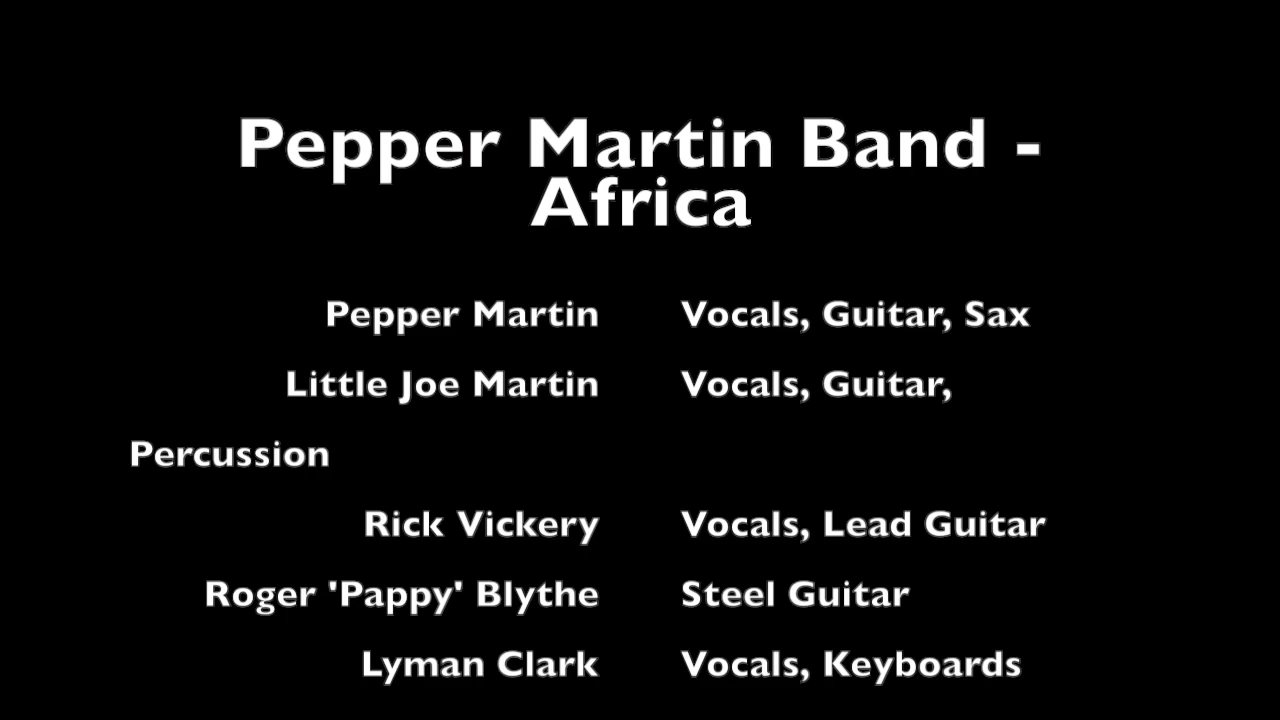 Pepper Martin Band -
Africa
Pepper Martin Vocals, Guitar, Sax
Little Joe Martin Vocals, Guitar,
Percussion
Rick Vickery Vocals, Lead Guitar
Roger 'Pappy' Blythe Steel Guitar
Lyman Clark Vocals, Keyboards